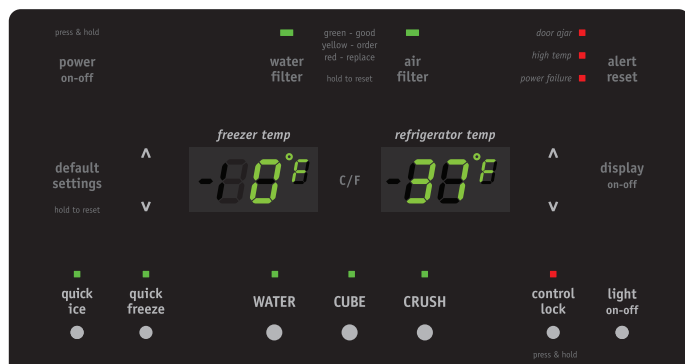 press & hold
power
on-off
water
filter
green - good
yellow - order
red - replace
hold to reset
air
filter
door ajar
high temp
power failure
alert
reset
default
settings
hold to reset
freezer temp
0°F
C/F
refrigerator temp
37°F
display
on-off
quick
ice
quick
freeze
WATER
CUBE
CRUSH
control
lock
press & hold
light
on-off